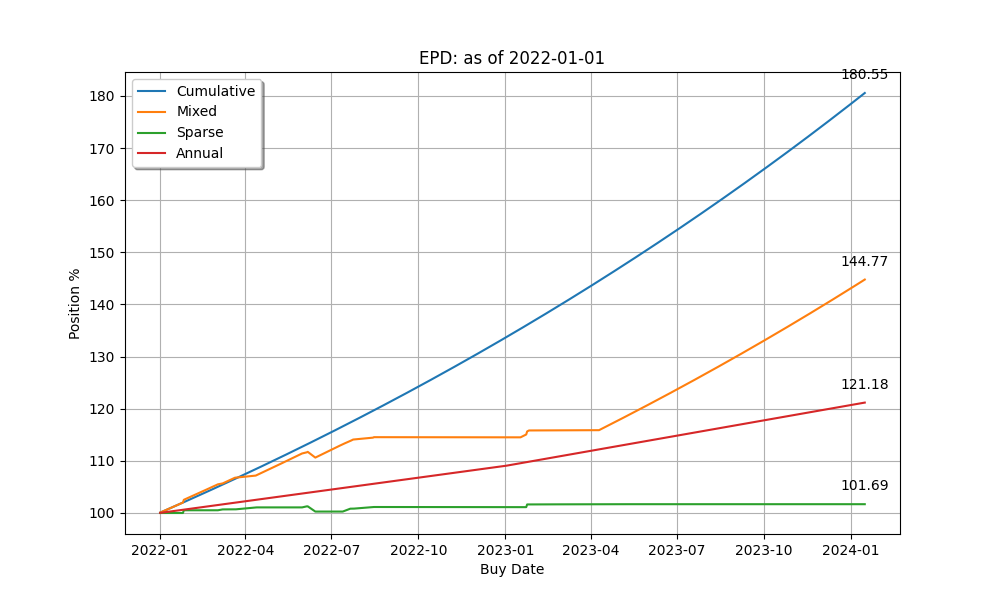 EPD: as of 2022-01-01
180.55
Cumulative
Mixed
Sparse
Annual
180
170
160
150
140
130
120
110
100
144.77
121.18
101.69
Position %
2022-01 2022-04 2022-07 2022-10 2023-01 2023-04 2023-07 2023-10 2024-01
Buy Date